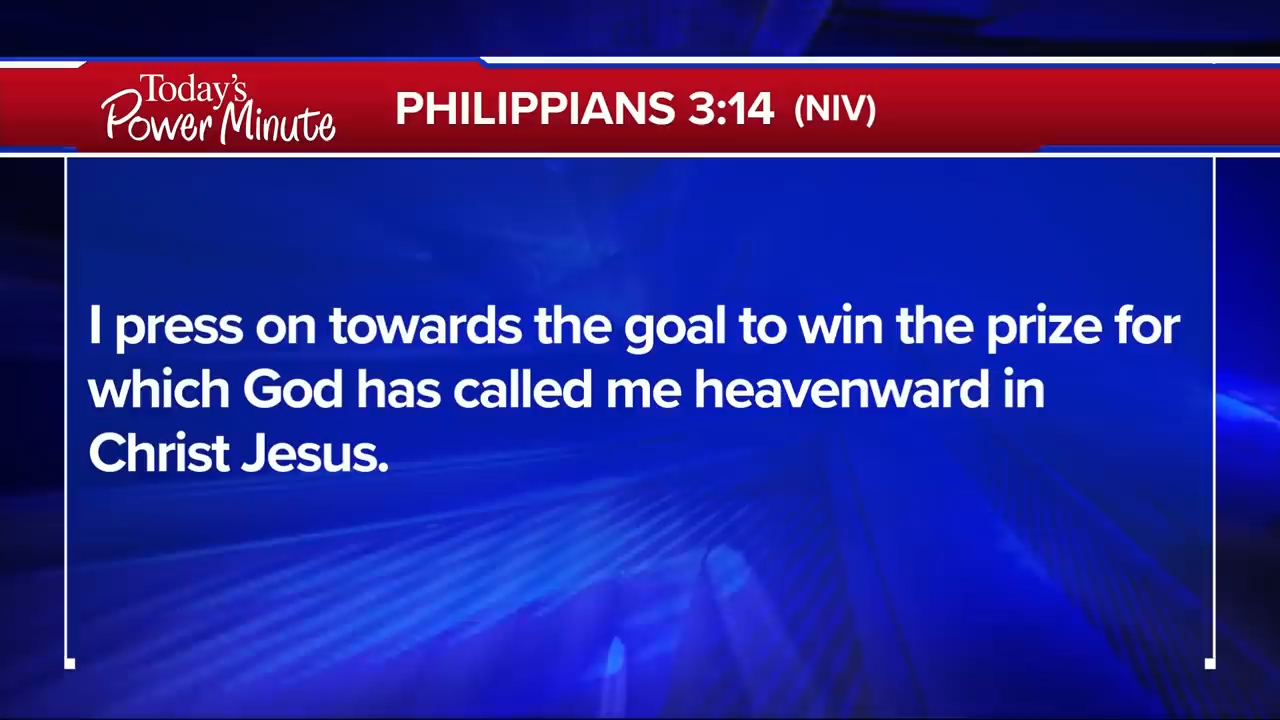 Today's
Power Minute
PHILIPPIANS 3:14 (NIV)
I press on towards the goal to win the prize for
which God has called me heavenward in
Christ Jesus.